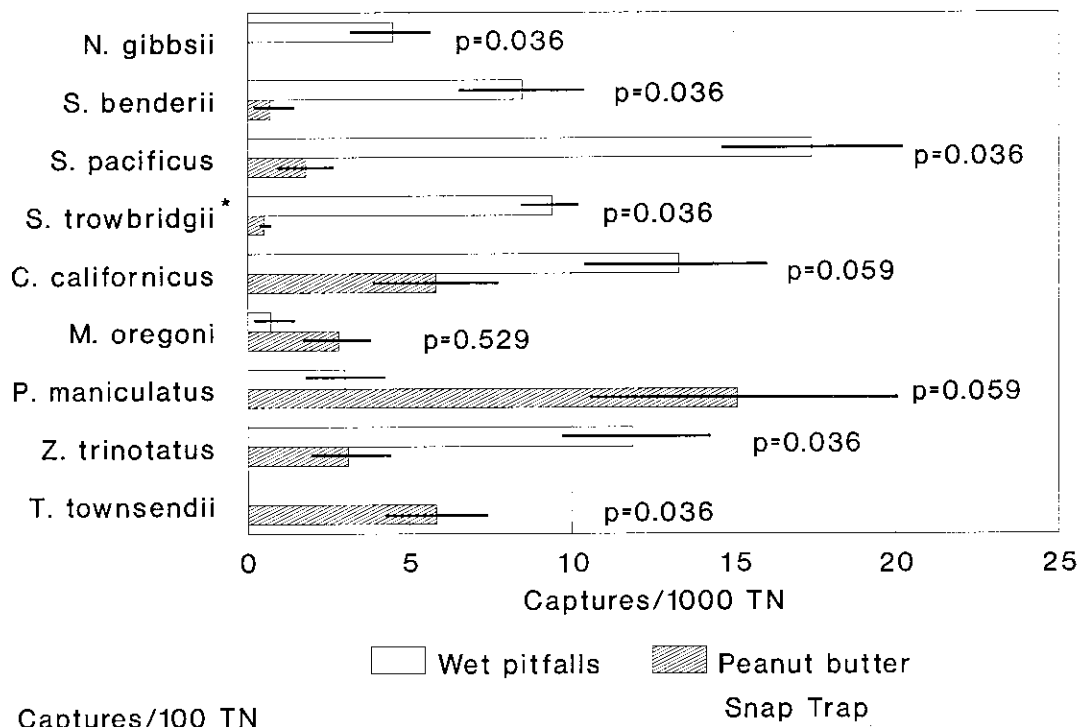 N. gibbsii
p=0.036
S. benderii
p=0.036
S. pacificus
p=0.036
S. trowbridgii*
p=0.036
C. californicus
p=0.059
M. oregoni
p=0.529
P. maniculatus
p=0.059
Z. trinotatus
p=0.036
T. townsendii
p=0.036
0 5 10 15 20 25
Captures/1000 TN
Wet pitfalls Peanut butter
Snap Trap
Captures/100 TN